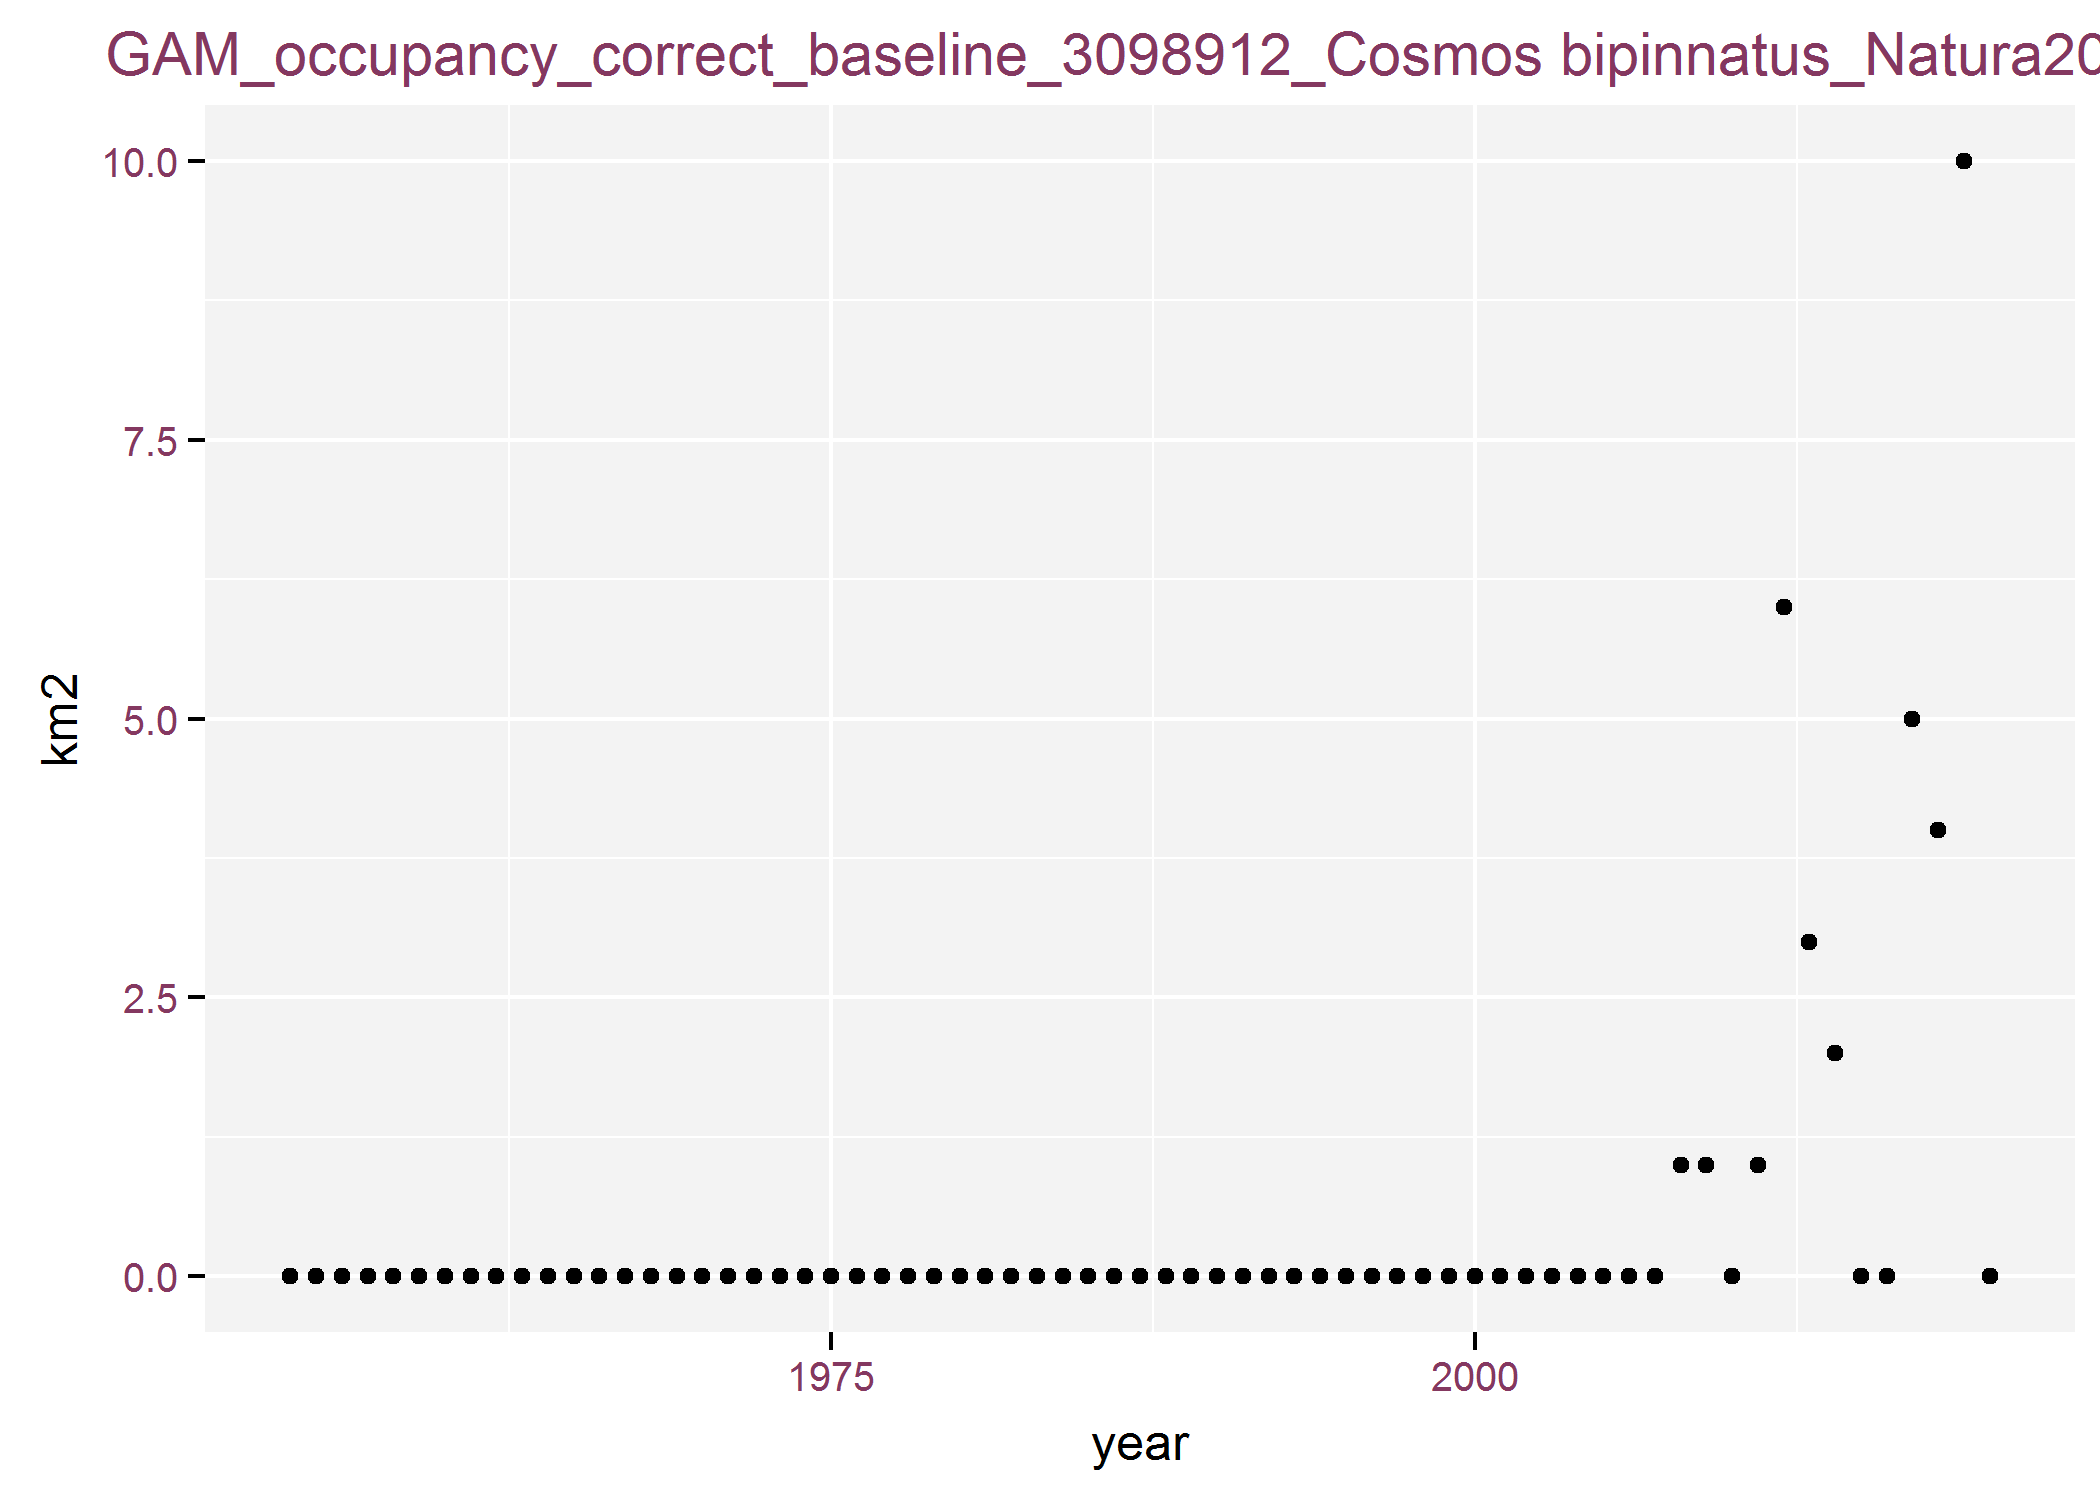 GAM_occupancy_correct_baseline_3098912_Cosmos bipinnatus_Natura20
10.0
7.5
5.0
2.5
0.0
km2
1975 2000
year